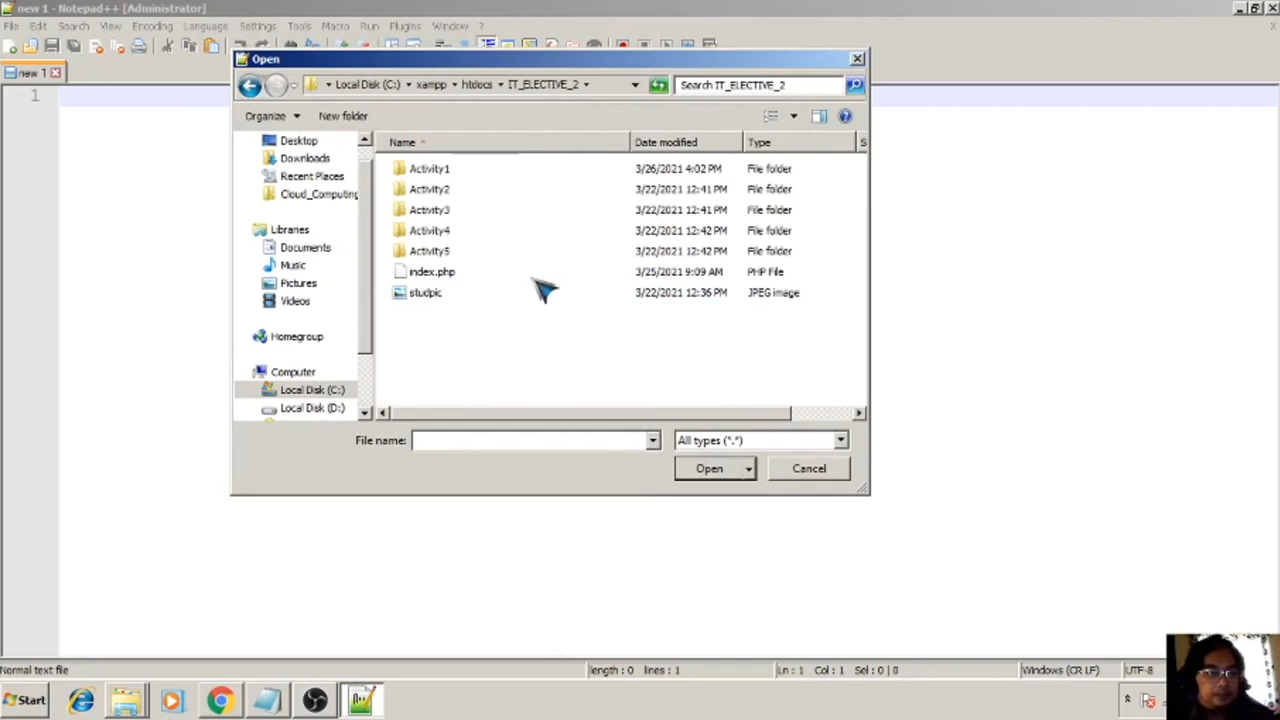 new 1 - Notepad++ [Administrator]
File Edit Search View Encoding Language Settings Tools Macro Run Plugins Window ?
new 1
1
Open
Local Disk (C:) xampp htdocs IT_ELECTIVE_2
Search IT_ELECTIVE_2
Organize New folder
Desktop
Downloads
Recent Places
Cloud_Computing
Libraries
Documents
Music
Pictures
Videos
Homegroup
Computer
Local Disk (C:)
Local Disk (D:)
Name Date modified Type S
Activity1 3/26/2021 4:02 PM File folder
Activity2 3/22/2021 12:41 PM File folder
Activity3 3/22/2021 12:41 PM File folder
Activity4 3/22/2021 12:42 PM File folder
Activity5 3/22/2021 12:42 PM File folder
index.php 3/25/2021 9:09 AM PHP File
studpic 3/22/2021 12:36 PM JPEG image
File name: All types (*.*)
Open Cancel
Normal text file length : 0 lines : 1 Ln : 1 Col : 1 Sel : 0 | 0 Windows (CR LF) UTF-8
Start